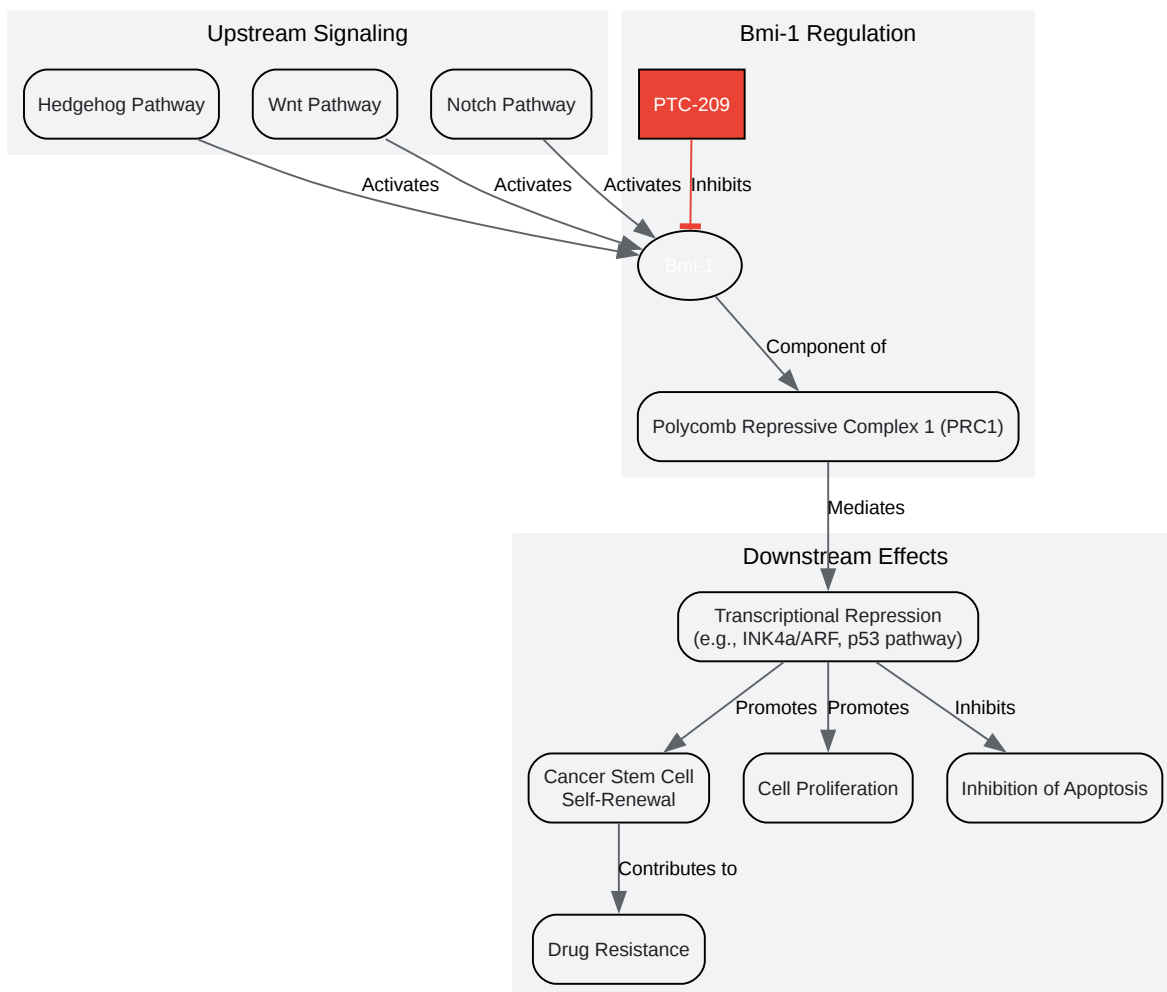 Upstream Signaling
Bmi-1 Regulation
Hedgehog Pathway
Wnt Pathway
Notch Pathway
PTC-209
Activates
Activates
Activates
Inhibits
Bmi-1
Component of
Polycomb Repressive Complex 1 (PRC1)
Mediates
Downstream Effects
Transcriptional Repression
(e.g., INK4a/ARF, p53 pathway)
Promotes
Promotes
Inhibits
Cancer Stem Cell
Self-Renewal
Cell Proliferation
Inhibition of Apoptosis
Contributes to
Drug Resistance